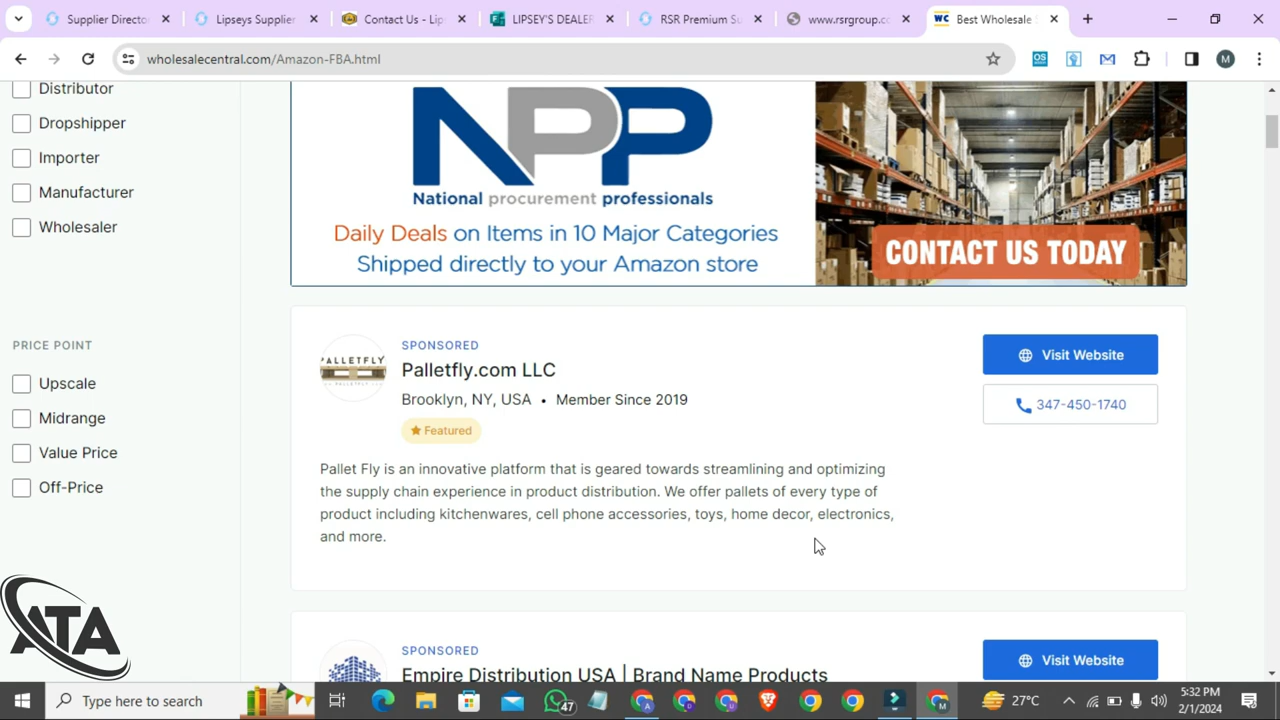 Supplier Directo
Lipseys Supplier
Contact Us - Lip
LIPSEY'S DEALER
RSR Premium Su
www.rsrgroup.co
WC Best Wholesale
wholesalecentral.com/Amazon-FBA.html
OS
M
Distributor
Dropshipper
Importer
Manufacturer
Wholesaler
PRICE POINT
Upscale
Midrange
Value Price
Off-Price
NPP
National procurement professionals
Daily Deals on Items in 10 Major Categories
Shipped directly to your Amazon store
CONTACT US TODAY
PALLETFLY
SPONSORED
Palletfly.com LLC
Brooklyn, NY, USA • Member Since 2019
Featured
Pallet Fly is an innovative platform that is geared towards streamlining and optimizing
the supply chain experience in product distribution. We offer pallets of every type of
product including kitchenwares, cell phone accessories, toys, home decor, electronics,
and more.
Visit Website
347-450-1740
SPONSORED
Empire Distribution USA | Brand Name Products
Visit Website
ATA
Type here to search
47
27°C
5:32 PM
2/1/2024